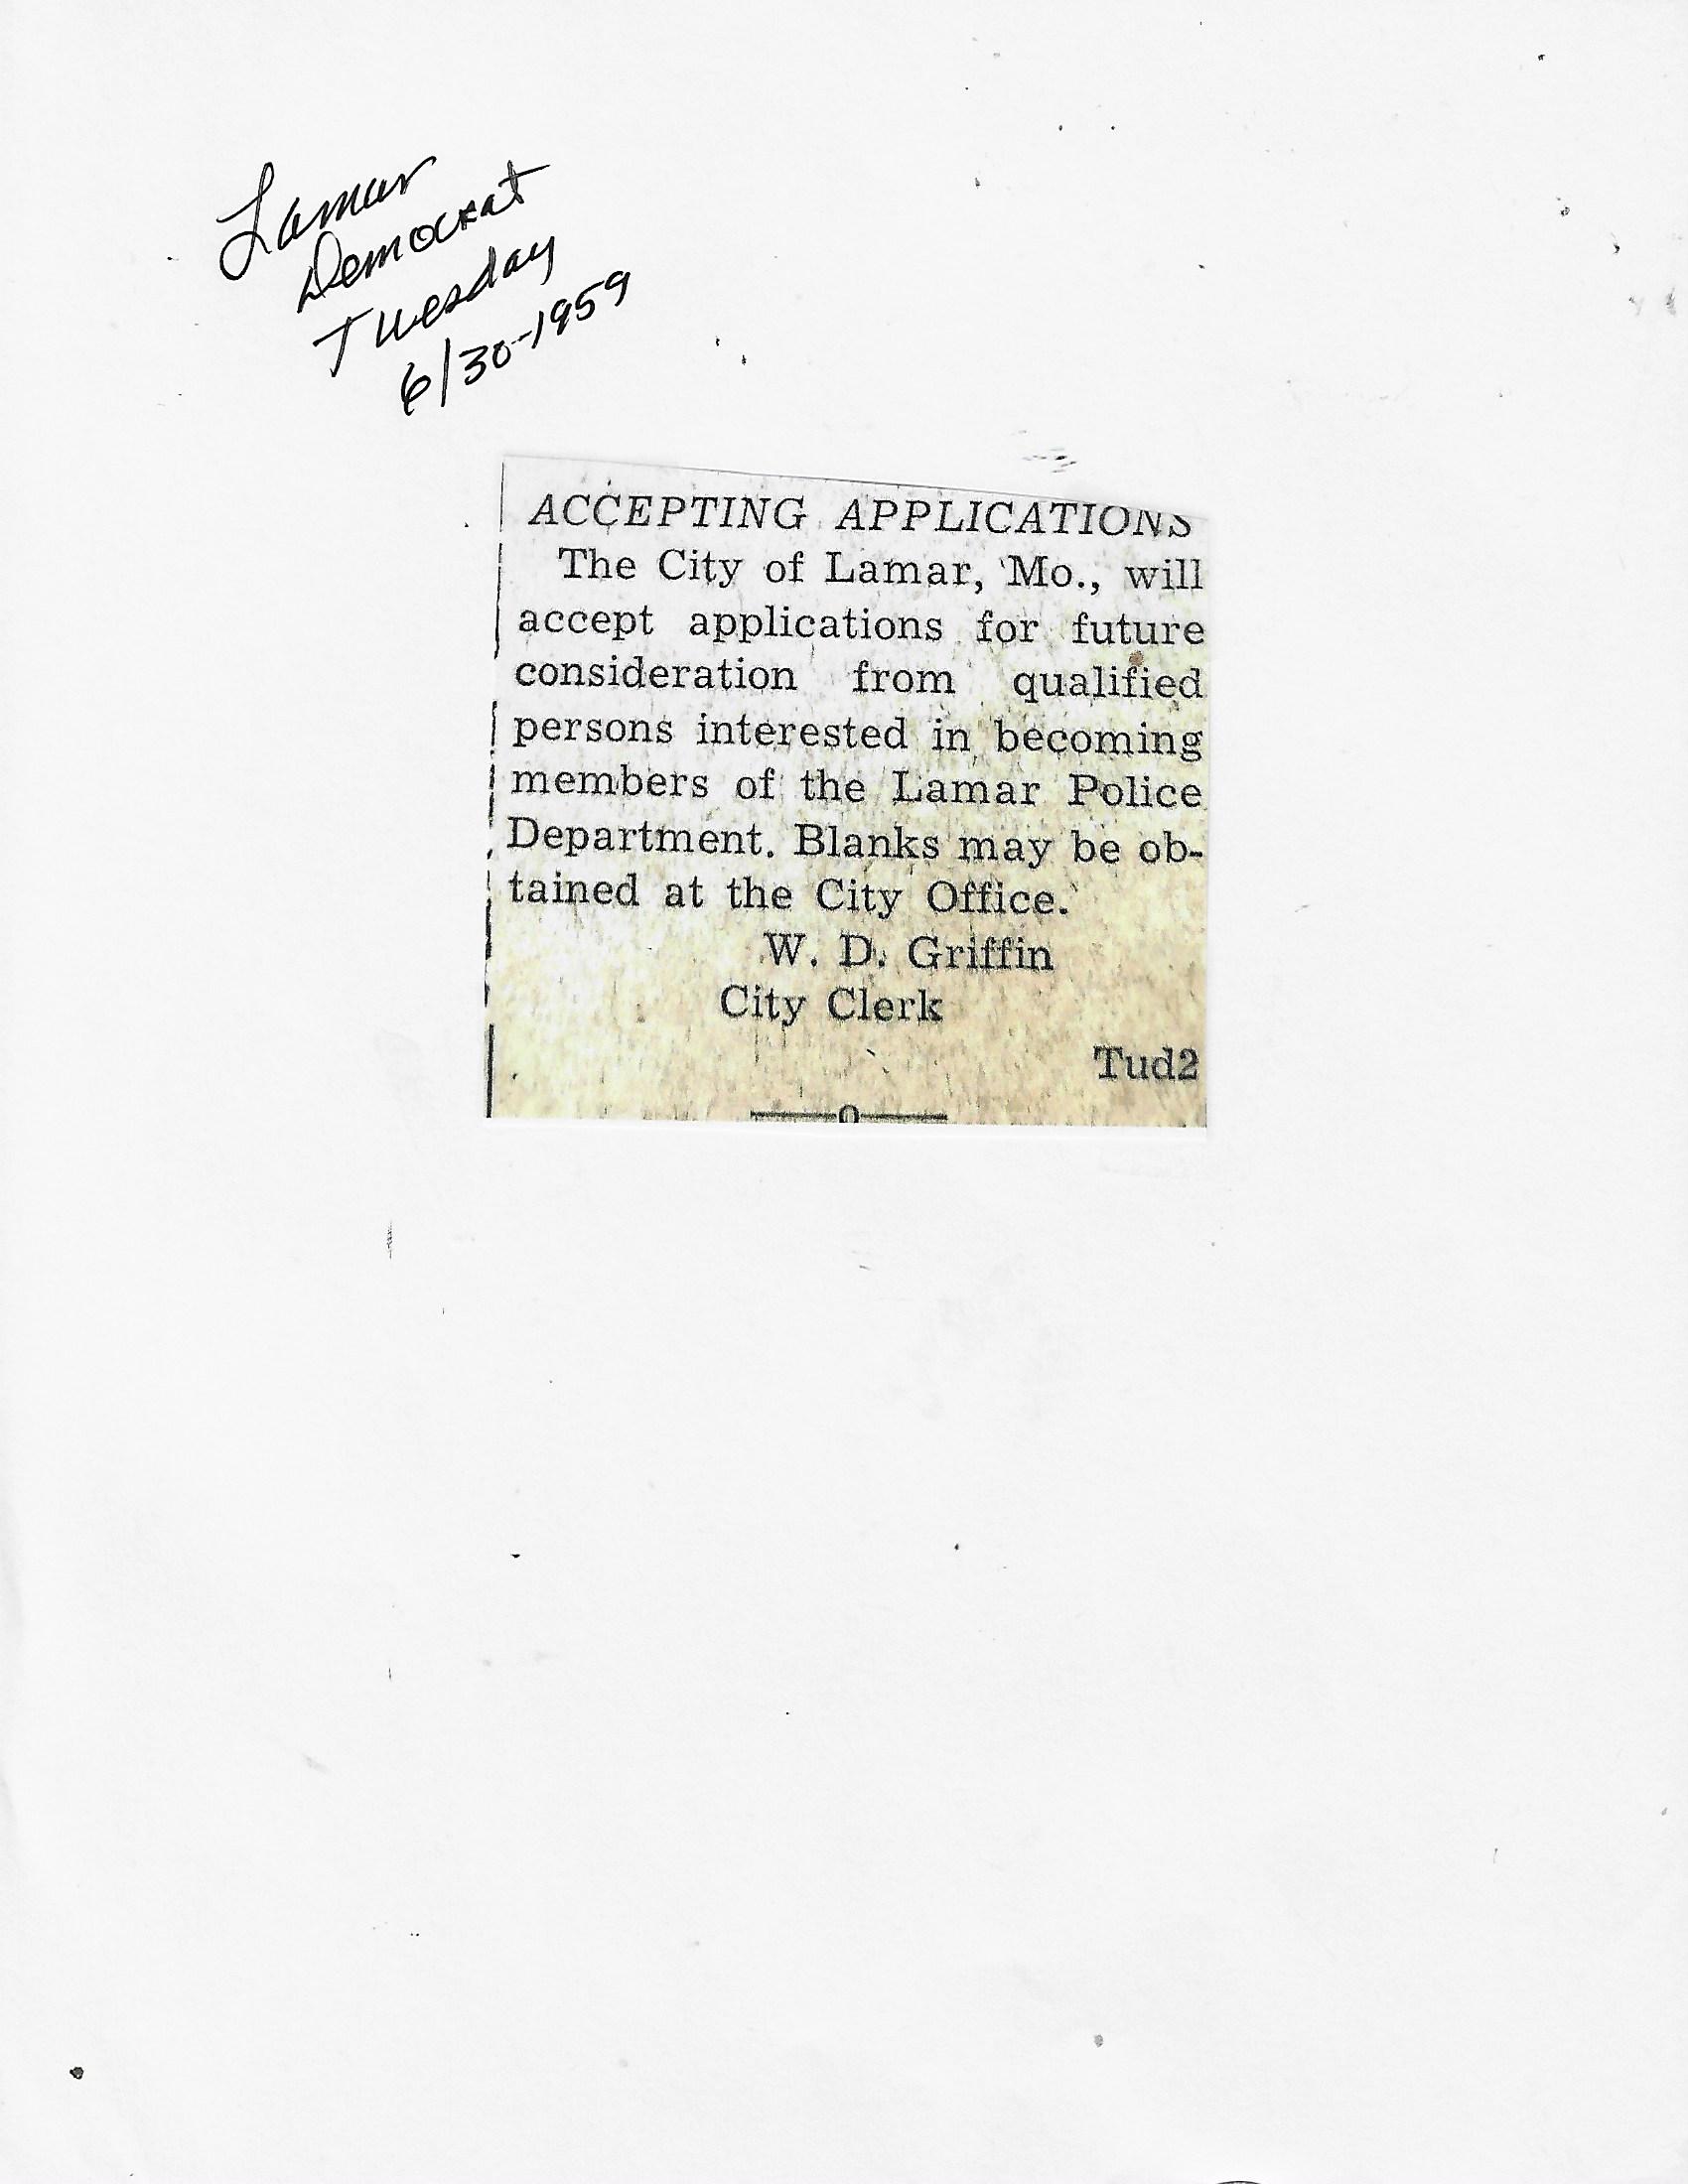 Lamar
Democrat
Tuesday
6/30-1959
ACCEPTING APPLICATIONS
The City of Lamar, Mo., will
accept applications for future
consideration from qualified
persons interested in becoming
members of the Lamar Police
Department. Blanks may be ob-
tained at the City Office.
W. D. Griffin
City Clerk
Tud2